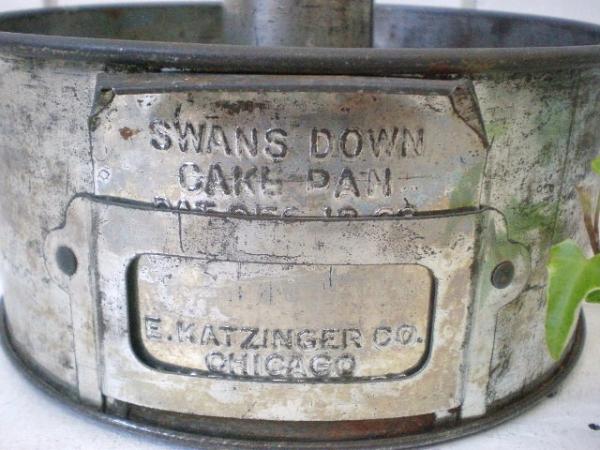 SWANS DOWN
CAKE PAN
E. KATZINGER CO.
CHICAGO